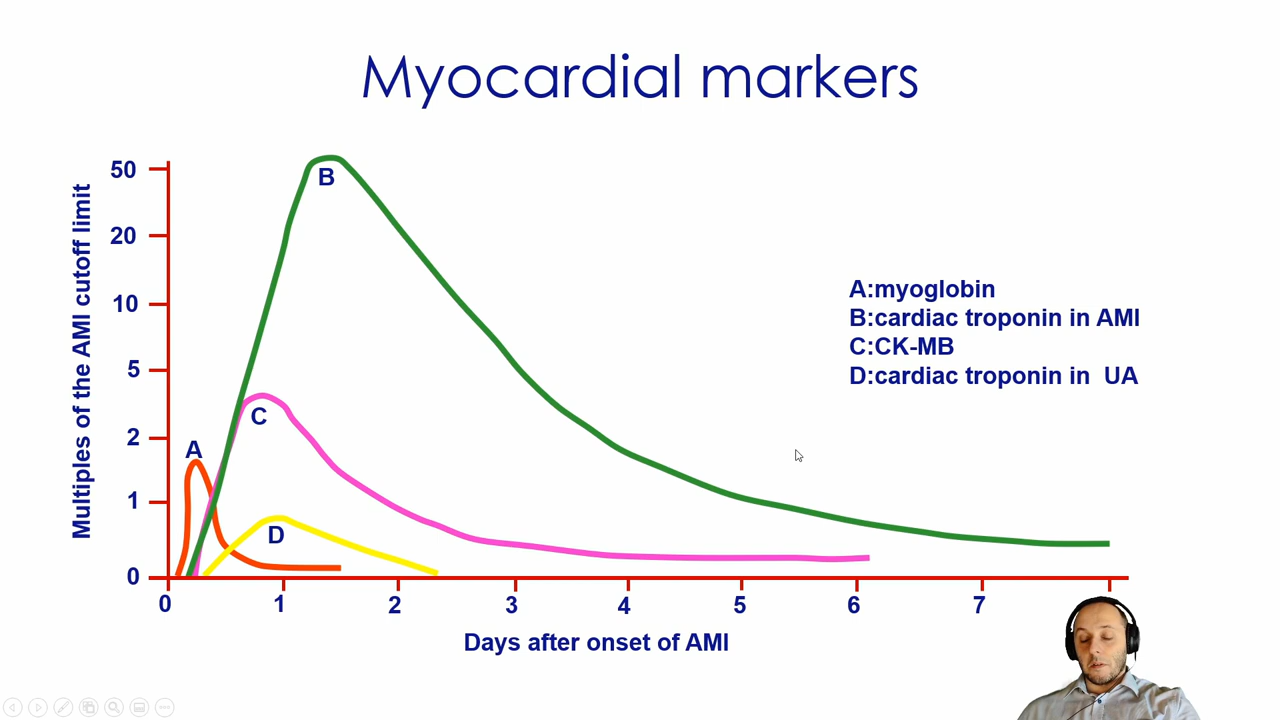 Myocardial markers
Multiples of the AMI cutoff limit
50
20
10
5
2
1
0
A
B
C
D
A:myoglobin
B:cardiac troponin in AMI
C:CK-MB
D:cardiac troponin in  UA
0 1 2 3 4 5 6 7
Days after onset of AMI